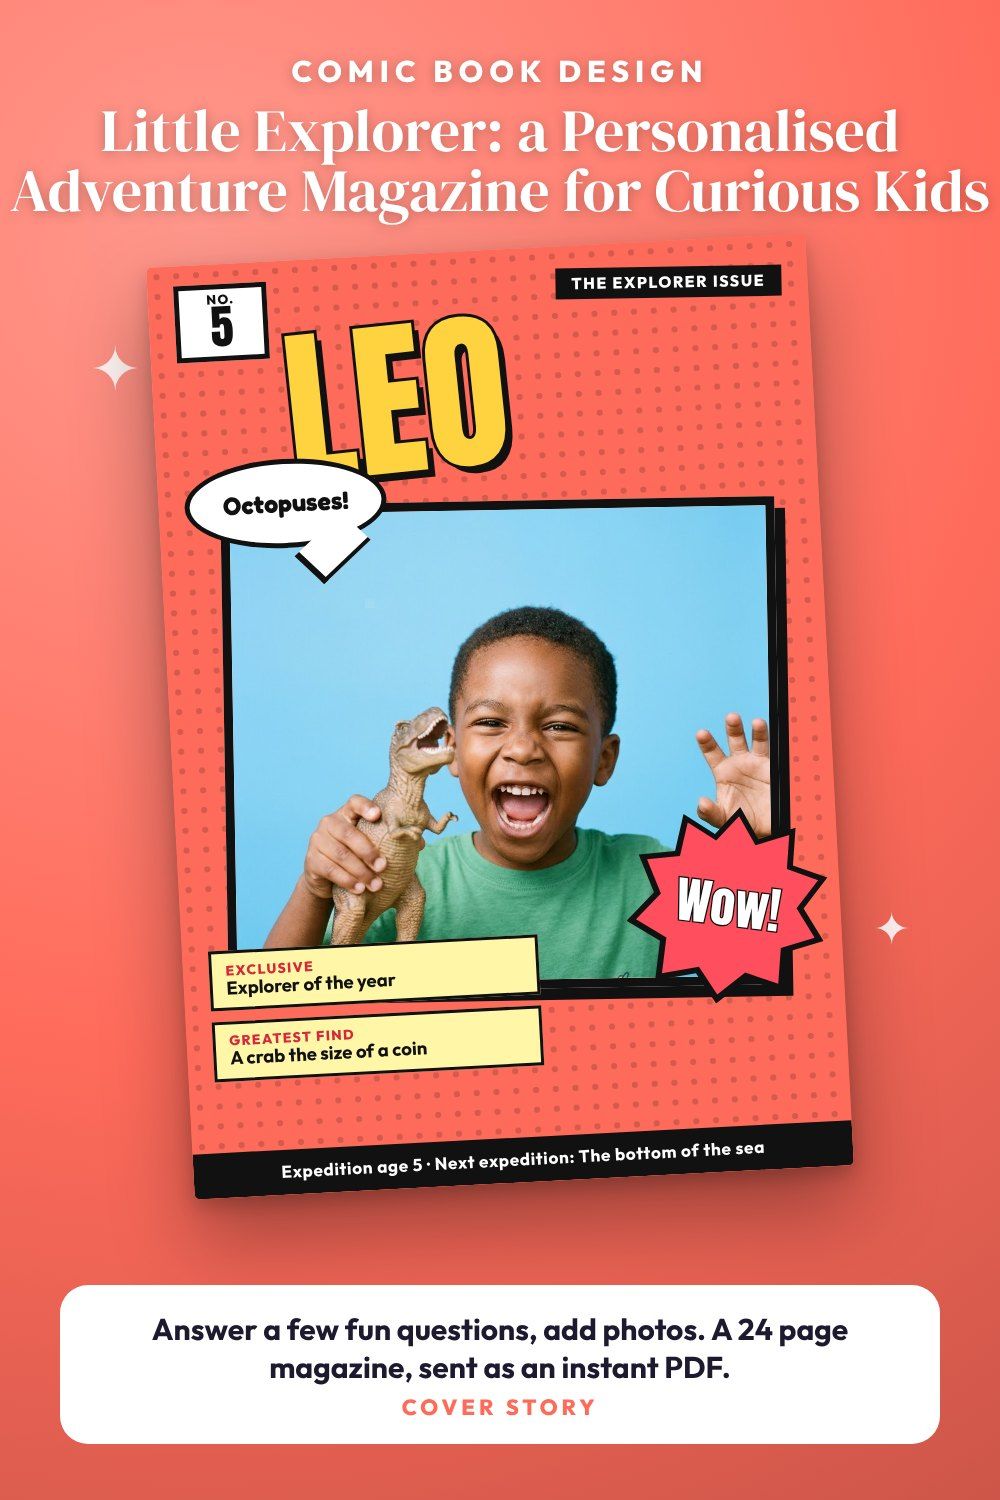 COMIC BOOK DESIGN
Little Explorer: a Personalised
Adventure Magazine for Curious Kids
THE EXPLORER ISSUE
NO.
5
LEO
Octopuses!
Wow!
EXCLUSIVE
Explorer of the year
GREATEST FIND
A crab the size of a coin
Expedition age 5 · Next expedition: The bottom of the sea
Answer a few fun questions, add photos. A 24 page
magazine, sent as an instant PDF.
COVER STORY